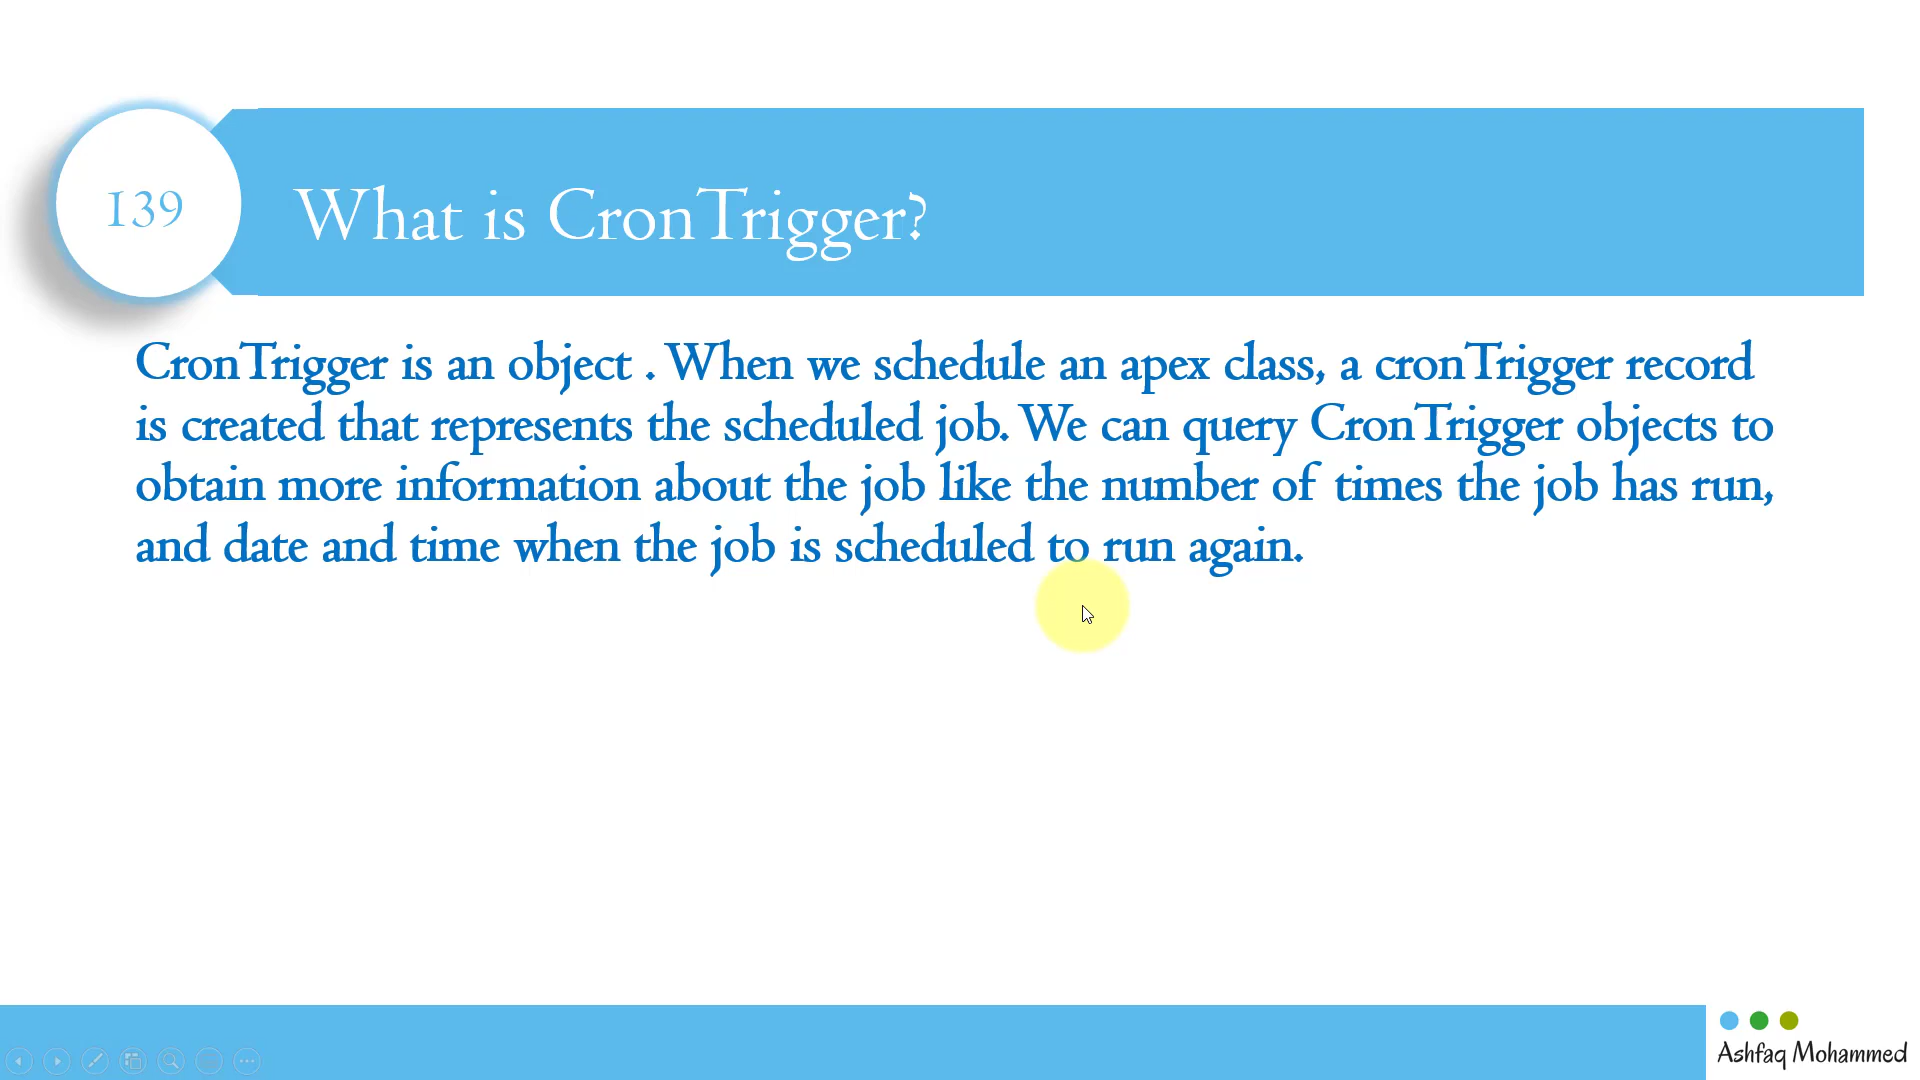 139
What is CronTrigger?
CronTrigger is an object . When we schedule an apex class, a cronTrigger record
is created that represents the scheduled job. We can query CronTrigger objects to
obtain more information about the job like the number of times the job has run,
and date and time when the job is scheduled to run again.
Ashfaq Mohammed